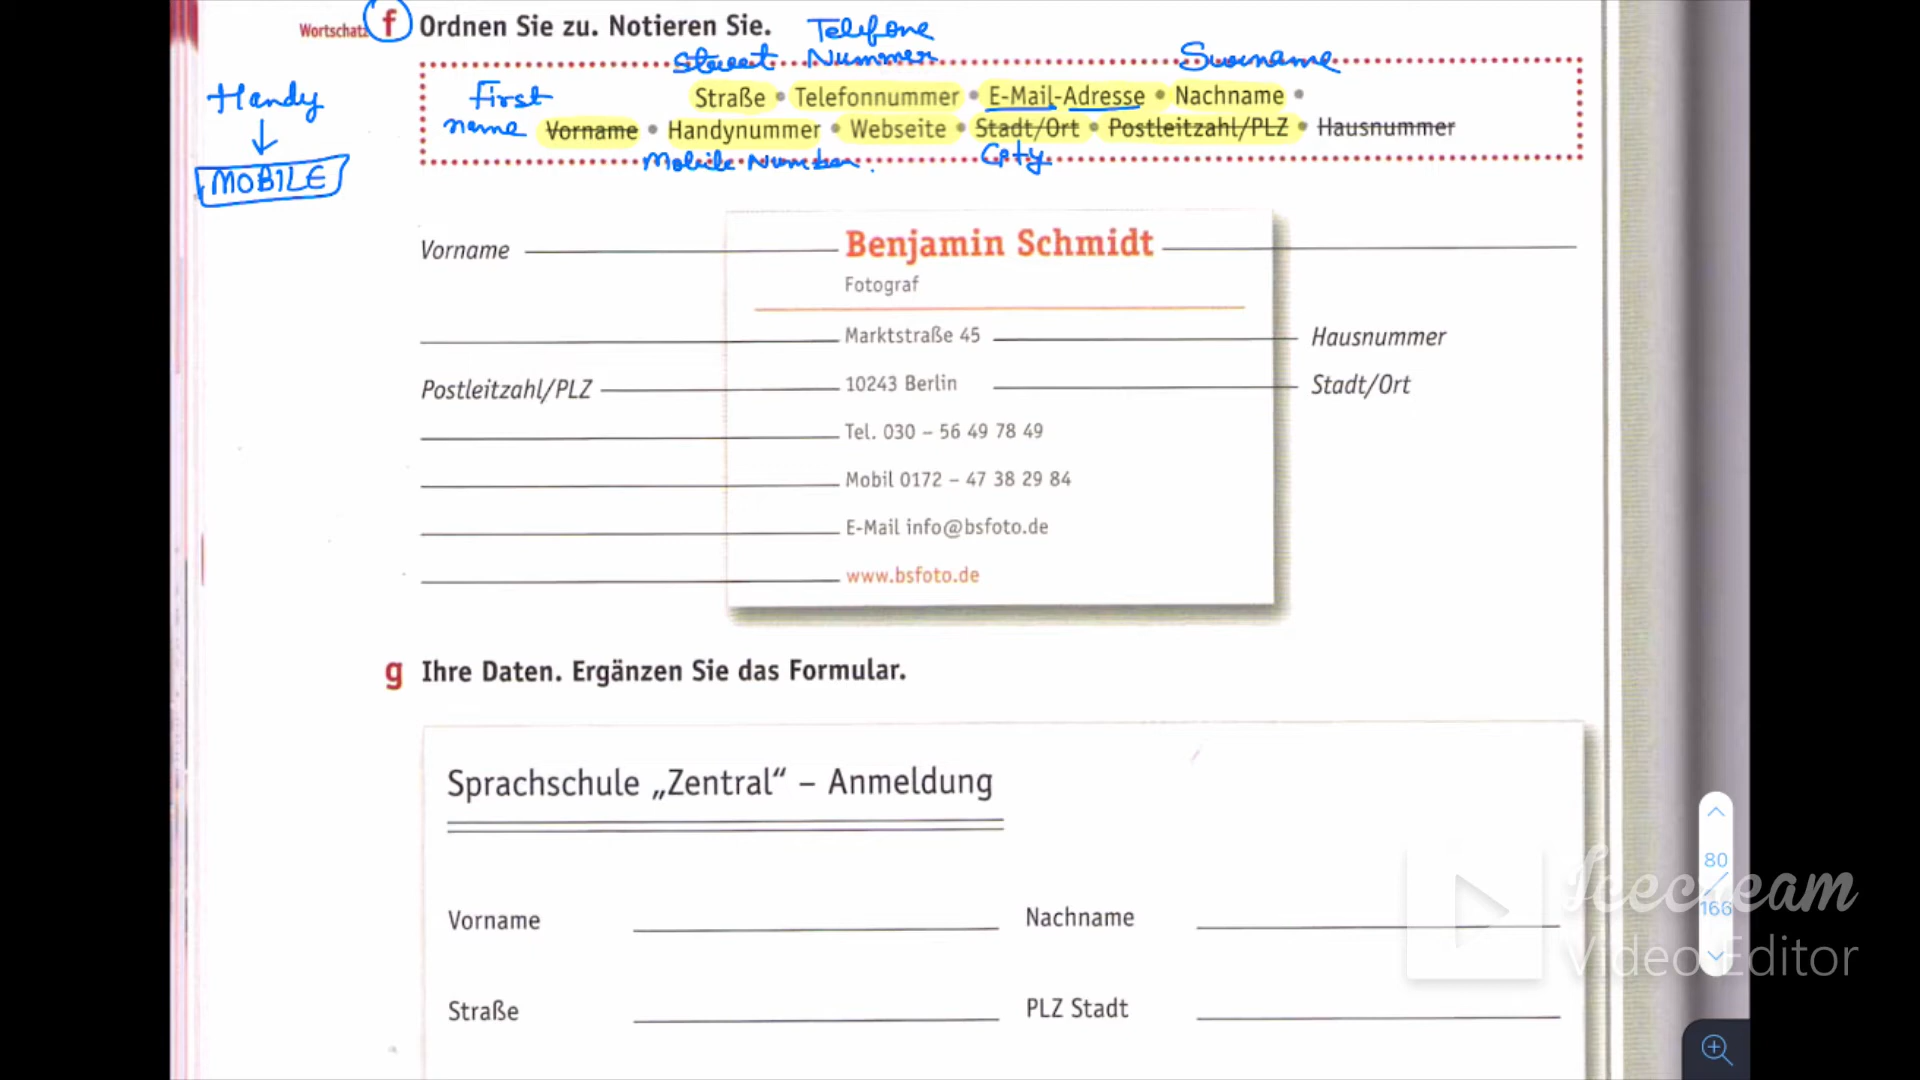 Wortschatz f Ordnen Sie zu. Notieren Sie.
Telefone
Street Nummer Surname
Handy First Straße • Telefonnummer • E-Mail-Adresse • Nachname •
name Vorname • Handynummer • Webseite • Stadt/Ort • Postleitzahl/PLZ • Hausnummer
Mobile Number. City
MOBILE
Vorname Benjamin Schmidt
Fotograf
Marktstraße 45 Hausnummer
Postleitzahl/PLZ 10243 Berlin Stadt/Ort
Tel. 030 – 56 49 78 49
Mobil 0172 – 47 38 29 84
E-Mail info@bsfoto.de
www.bsfoto.de
g Ihre Daten. Ergänzen Sie das Formular.
Sprachschule „Zentral“ – Anmeldung
Vorname Nachname
Straße PLZ Stadt
80
166
Icecream
Video Editor